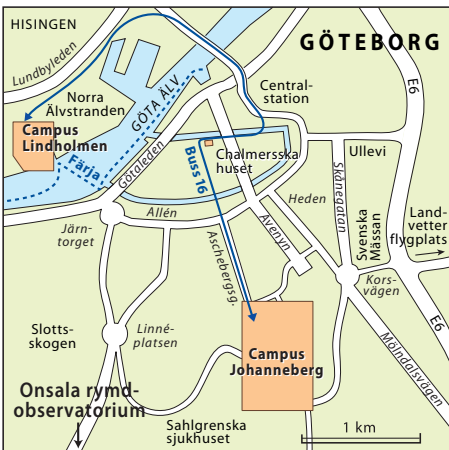 HISINGEN
Lundbyleden
GÖTEBORG
E6
Norra
Älvstranden
GÖTA ÄLV
Central-
station
Campus
Lindholmen
Färja
Götaleden
Buss 16
Chalmersska
huset
Ullevi
Skånegatan
Heden
Allén
Avenyn
Järn-
torget
Aschebergsg.
Svenska
Mässan
Land-
vetter
flygplats
Kors-
vägen
E6
Slotts-
skogen
Linné-
platsen
Campus
Johanneberg
Mölndalsvägen
Onsala rymd-
observatorium
Sahlgrenska
sjukhuset
1 km